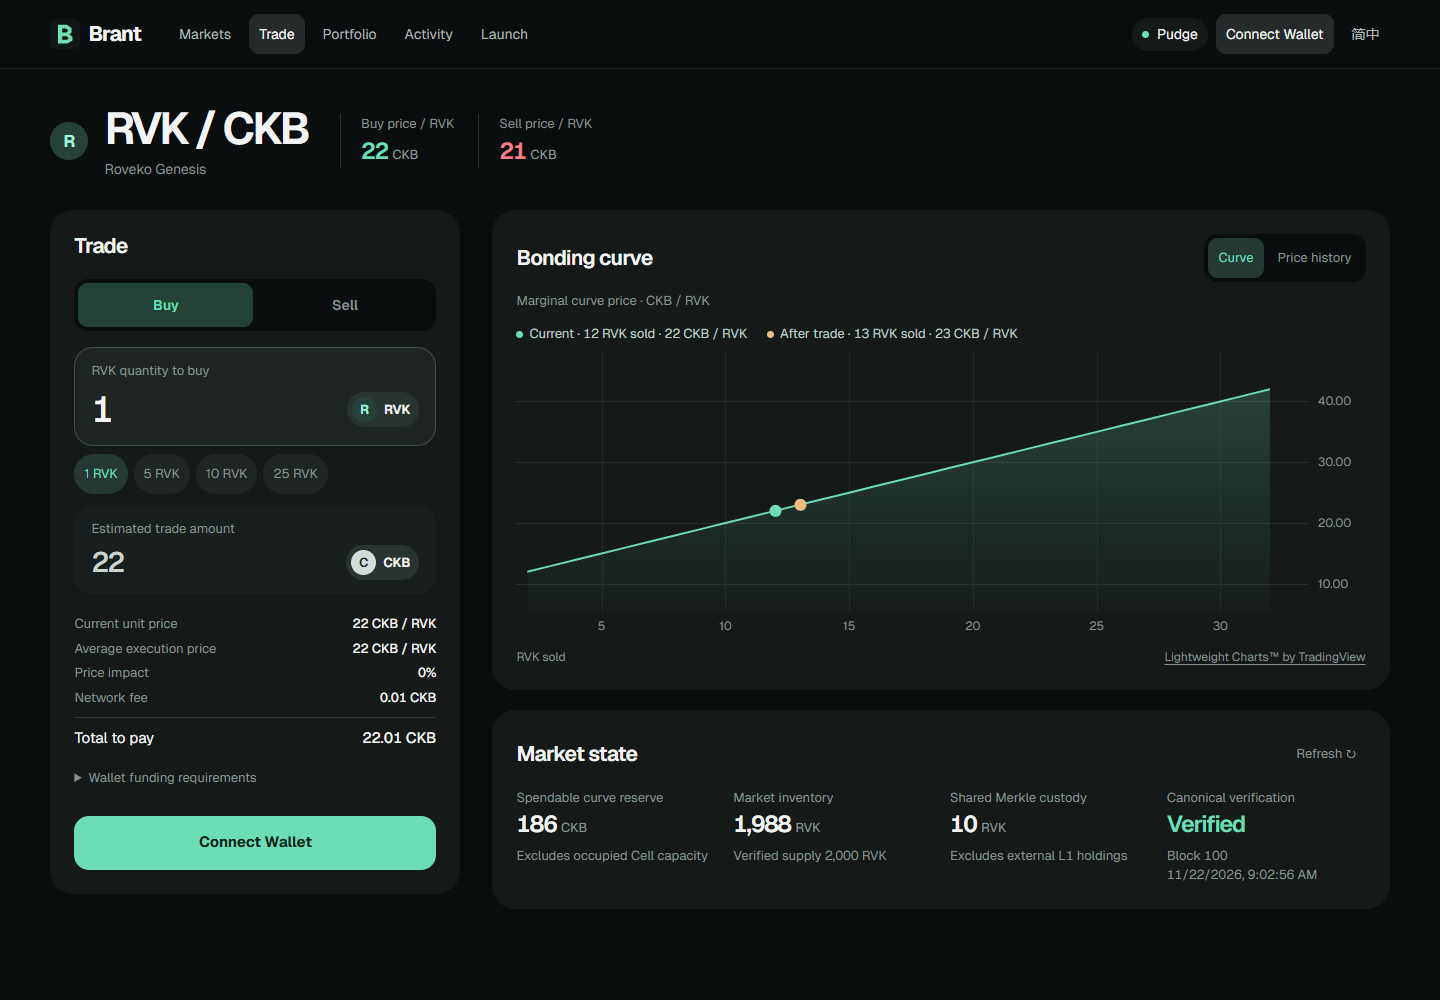 B Brant Markets Trade Portfolio Activity Launch Pudge Connect Wallet 简中
R RVK / CKB
Roveko Genesis
Buy price / RVK
22 CKB
Sell price / RVK
21 CKB
Trade
Buy Sell
RVK quantity to buy
1 R RVK
1 RVK 5 RVK 10 RVK 25 RVK
Estimated trade amount
22 C CKB
Current unit price 22 CKB / RVK
Average execution price 22 CKB / RVK
Price impact 0%
Network fee 0.01 CKB
Total to pay 22.01 CKB
▶ Wallet funding requirements
Connect Wallet
Bonding curve Curve Price history
Marginal curve price · CKB / RVK
Current · 12 RVK sold · 22 CKB / RVK After trade · 13 RVK sold · 23 CKB / RVK
40.00
30.00
20.00
10.00
5 10 15 20 25 30
RVK sold Lightweight Charts™ by TradingView
Market state Refresh ↻
Spendable curve reserve
186 CKB
Excludes occupied Cell capacity
Market inventory
1,988 RVK
Verified supply 2,000 RVK
Shared Merkle custody
10 RVK
Excludes external L1 holdings
Canonical verification
Verified
Block 100
11/22/2026, 9:02:56 AM